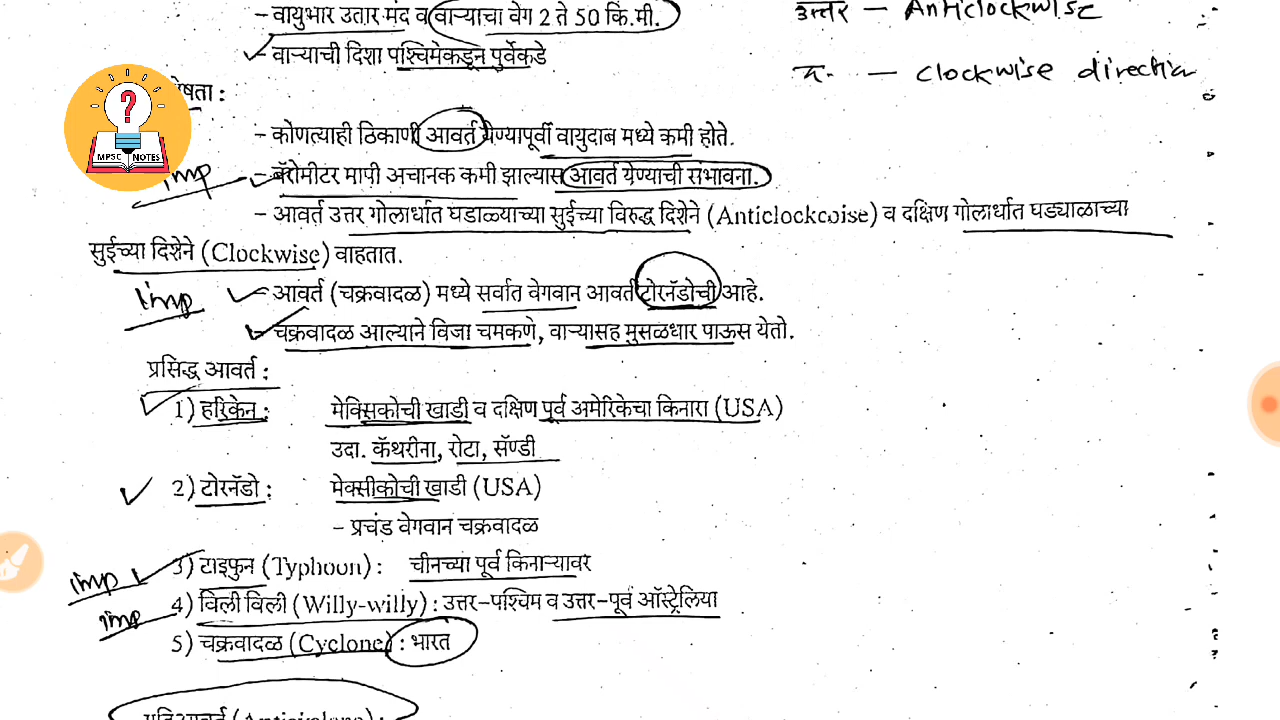 – वायुभार उतार मंद व वाऱ्याचा वेग 2 ते 50 कि.मी.
उत्तर – Anticlockwise
– वाऱ्याची दिशा पश्चिमेकडून पुर्वेकडे
द. – clockwise direction
षता :
MPSC NOTES
– कोणत्याही ठिकाणी आवर्त येण्यापूर्वी वायुदाब मध्ये कमी होते.
imp – बॅरोमीटर मापी अचानक कमी झाल्यास आवर्त येण्याची संभावना.
– आवर्त उत्तर गोलार्धात घडाळ्याच्या सुईच्या विरुद्ध दिशेने (Anticlockcoise) व दक्षिण गोलार्धात घड्याळाच्या
सुईच्या दिशेने (Clockwise) वाहतात.
Imp – आवर्त (चक्रवादळ) मध्ये सर्वात वेगवान आवर्त टोरनॅडोची आहे.
– चक्रवादळ आल्याने विजा चमकणे, वाऱ्यासह मुसळधार पाऊस येतो.
प्रसिद्ध आवर्त :
1) हरिकेन : मेक्सिकोची खाडी व दक्षिण पूर्व अमेरिकेचा किनारा (USA)
उदा. कॅथरीना, रोटा, सॅण्डी
2) टोरनॅडो : मेक्सीकोची खाडी (USA)
– प्रचंड वेगवान चक्रवादळ
imp 3) टाइफुन (Typhoon) : चीनच्या पूर्व किनाऱ्यावर
imp 4) विली विली (Willy-willy) : उत्तर–पश्चिम व उत्तर–पूर्व ऑस्ट्रेलिया
5) चक्रवादळ (Cyclone) : भारत